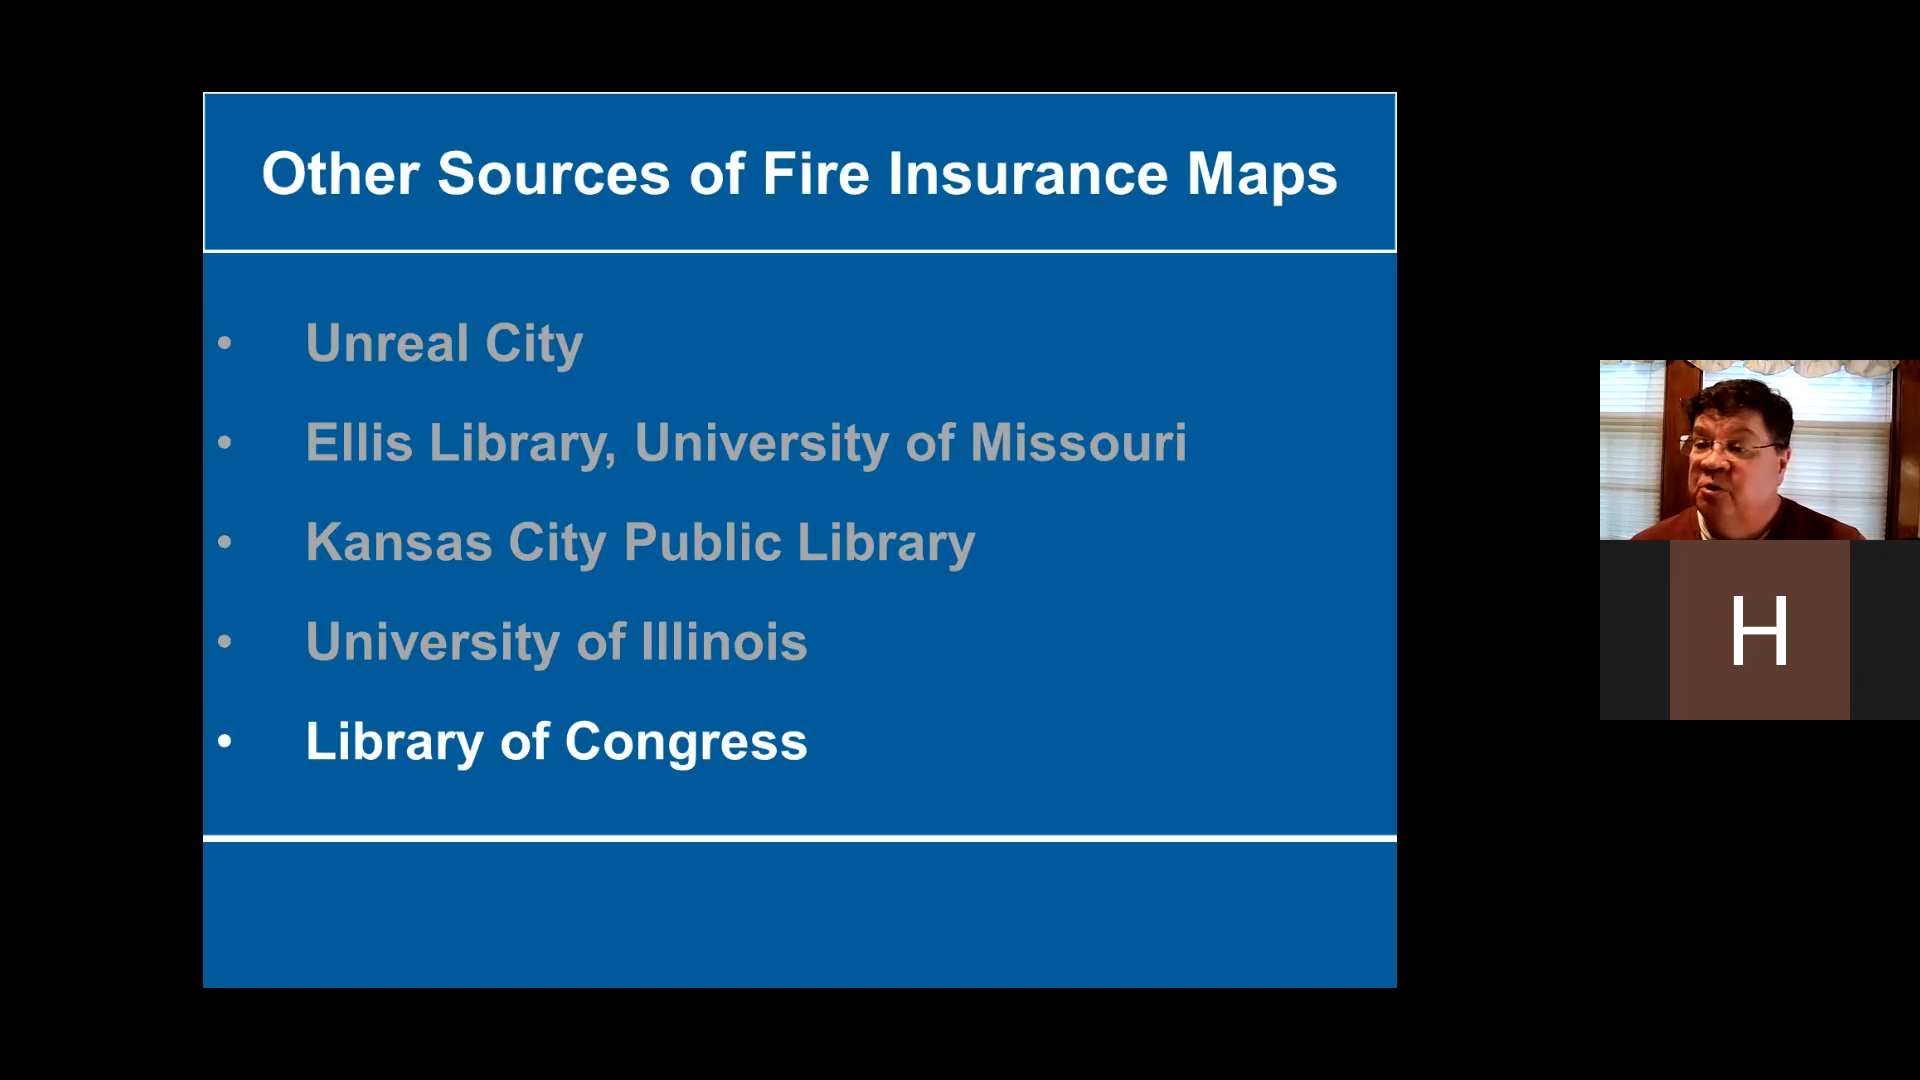 Other Sources of Fire Insurance Maps
• Unreal City
• Ellis Library, University of Missouri
• Kansas City Public Library
• University of Illinois
• Library of Congress
H